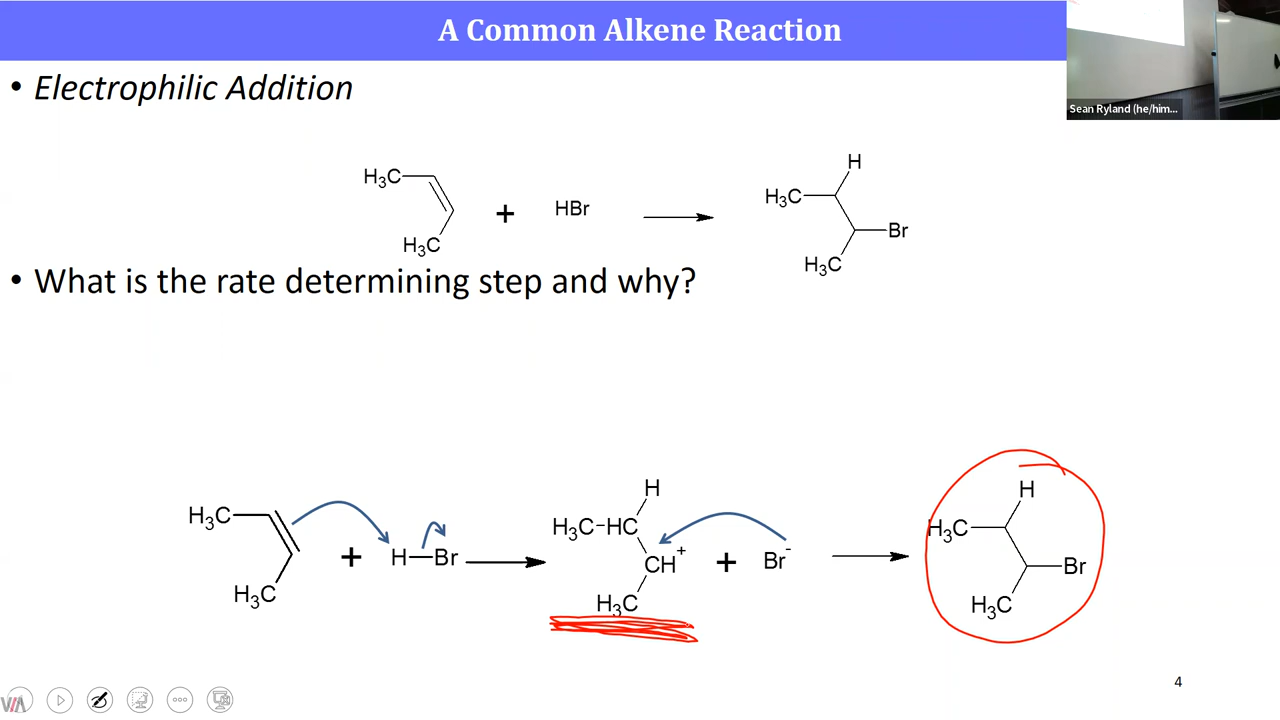 A Common Alkene Reaction
Sean Ryland (he/him...
• Electrophilic Addition
H₃C
H₃C
+
HBr
H
H₃C
Br
H₃C
• What is the rate determining step and why?
H₃C
H₃C
+
H—Br
H
H₃C-HC
CH⁺
H₃C
+
Br⁻
H
H₃C
Br
H₃C
4
VIA